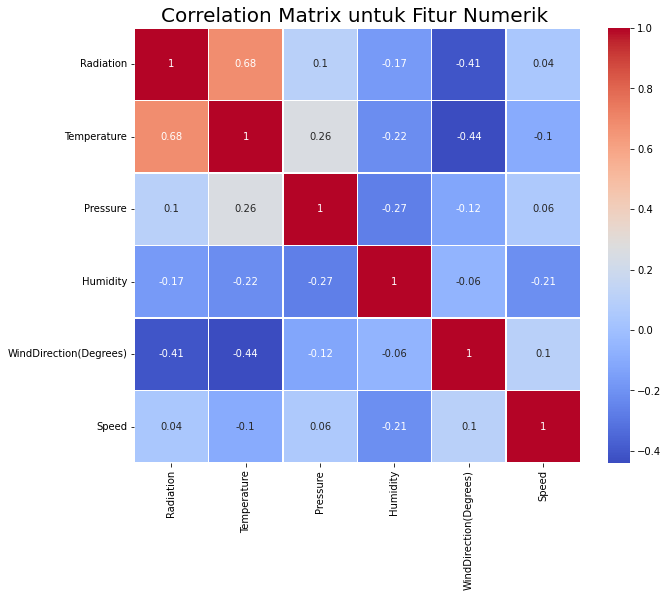 Correlation Matrix untuk Fitur Numerik
Radiation 1 0.68 0.1 -0.17 -0.41 0.04
Temperature 0.68 1 0.26 -0.22 -0.44 -0.1
Pressure 0.1 0.26 1 -0.27 -0.12 0.06
Humidity -0.17 -0.22 -0.27 1 -0.06 -0.21
WindDirection(Degrees) -0.41 -0.44 -0.12 -0.06 1 0.1
Speed 0.04 -0.1 0.06 -0.21 0.1 1
Radiation
Temperature
Pressure
Humidity
WindDirection(Degrees)
Speed
1.0
0.8
0.6
0.4
0.2
0.0
−0.2
−0.4